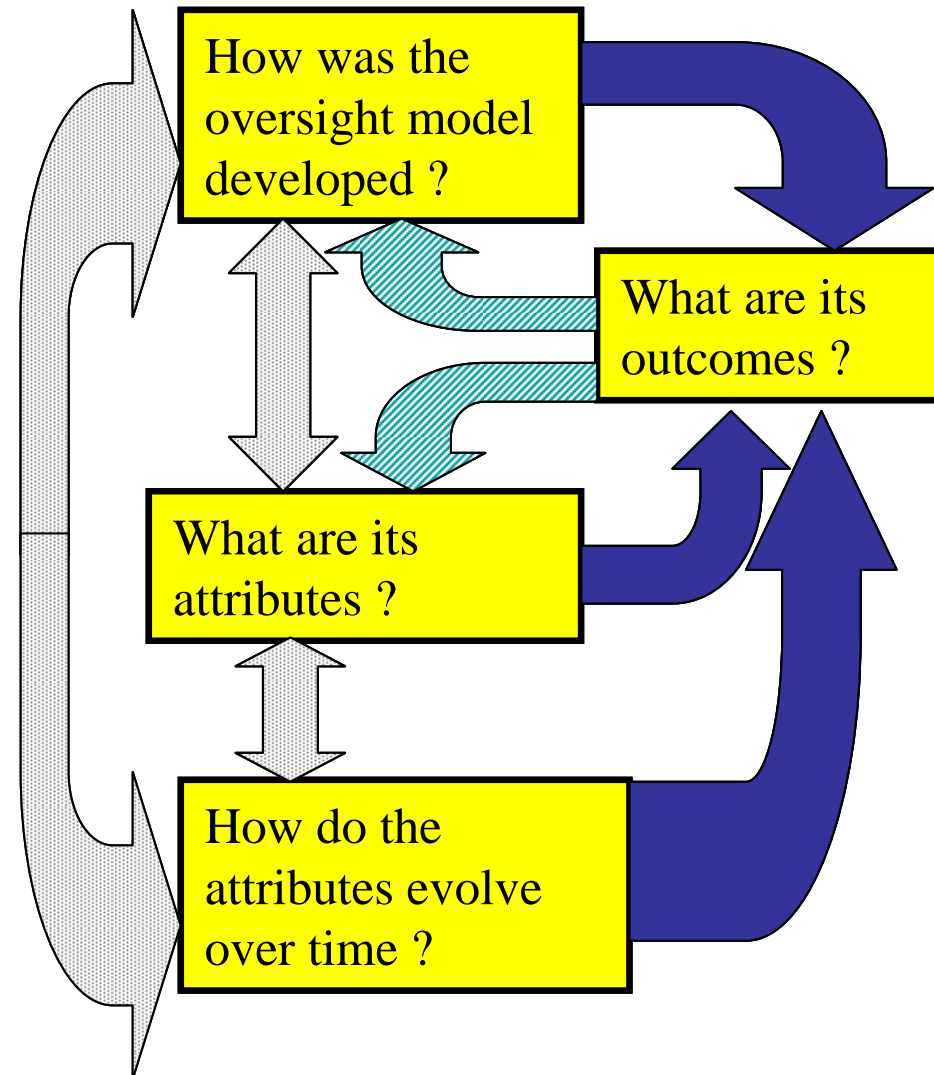 How was the
oversight model
developed ?
What are its
outcomes ?
What are its
attributes ?
How do the
attributes evolve
over time ?